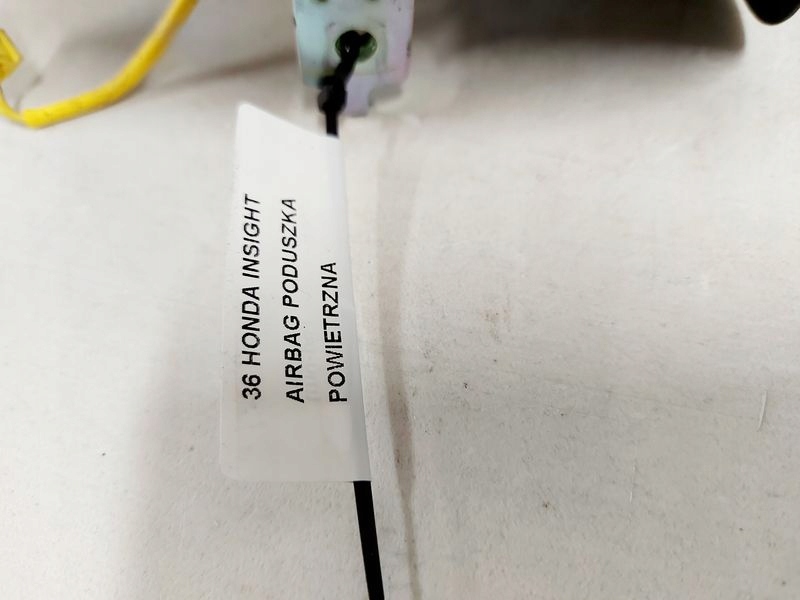 36 HONDA INSIGHT
AIRBAG PODUSZKA
POWIETRZNA